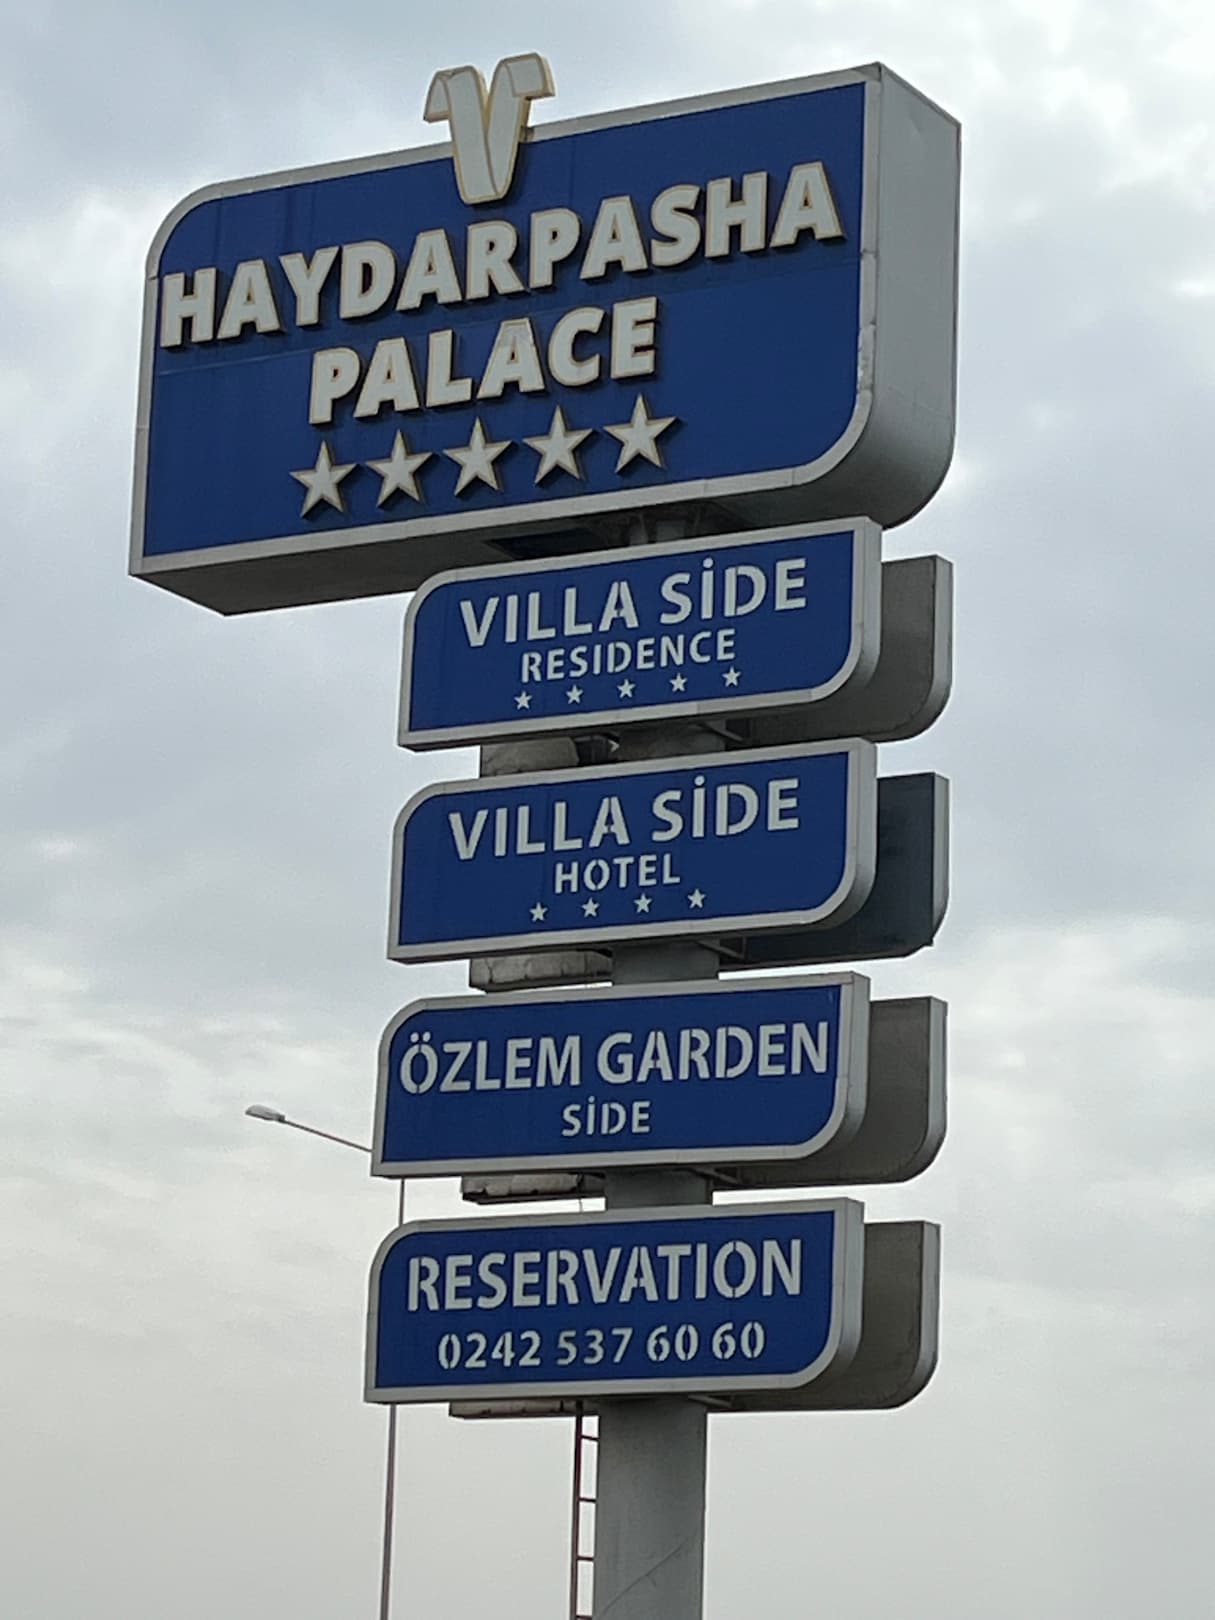 HAYDARPASHA
PALACE
VILLA SİDE
RESIDENCE
VILLA SİDE
HOTEL
ÖZLEM GARDEN
SİDE
RESERVATION
0242 537 60 60